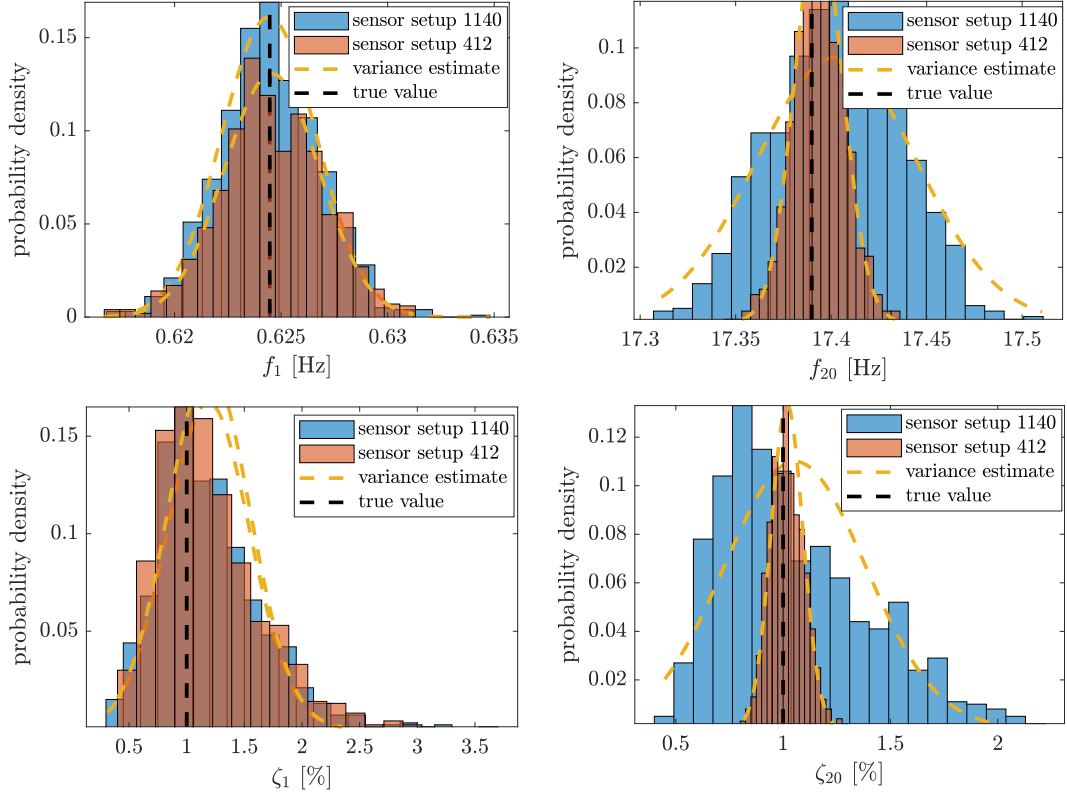 probability density
0.15
0.1
0.05
0
0.62
0.625
0.63
0.635
f₁ [Hz]
sensor setup 1140
sensor setup 412
variance estimate
true value
probability density
0.1
0.08
0.06
0.04
0.02
17.3
17.35
17.4
17.45
17.5
f₂₀ [Hz]
sensor setup 1140
sensor setup 412
variance estimate
true value
probability density
0.15
0.1
0.05
0.5
1
1.5
2
2.5
3
3.5
ζ₁ [%]
sensor setup 1140
sensor setup 412
variance estimate
true value
probability density
0.12
0.1
0.08
0.06
0.04
0.02
0.5
1
1.5
2
ζ₂₀ [%]
sensor setup 1140
sensor setup 412
variance estimate
true value